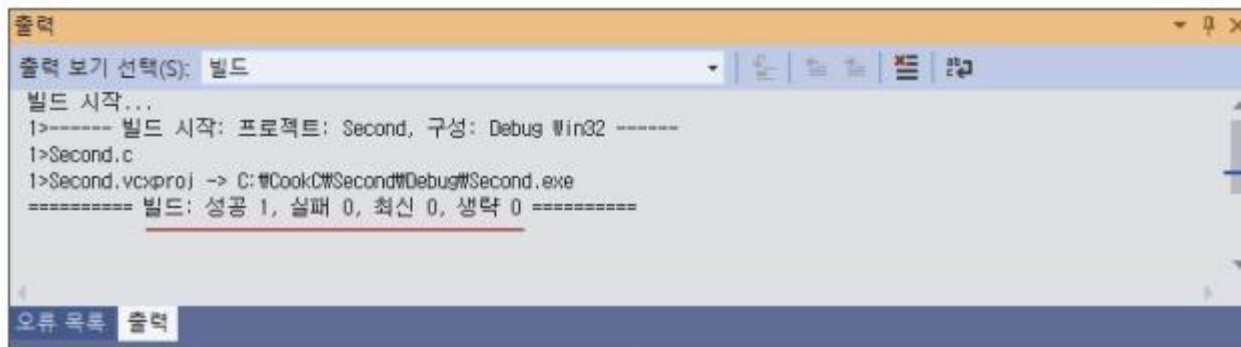 출력
출력 보기 선택(S): 빌드
빌드 시작...
1>------ 빌드 시작: 프로젝트: Second, 구성: Debug Win32 ------
1>Second.c
1>Second.vcxproj -> C:₩CookC₩Second₩Debug₩Second.exe
========== 빌드: 성공 1, 실패 0, 최신 0, 생략 0 ==========
오류 목록 출력